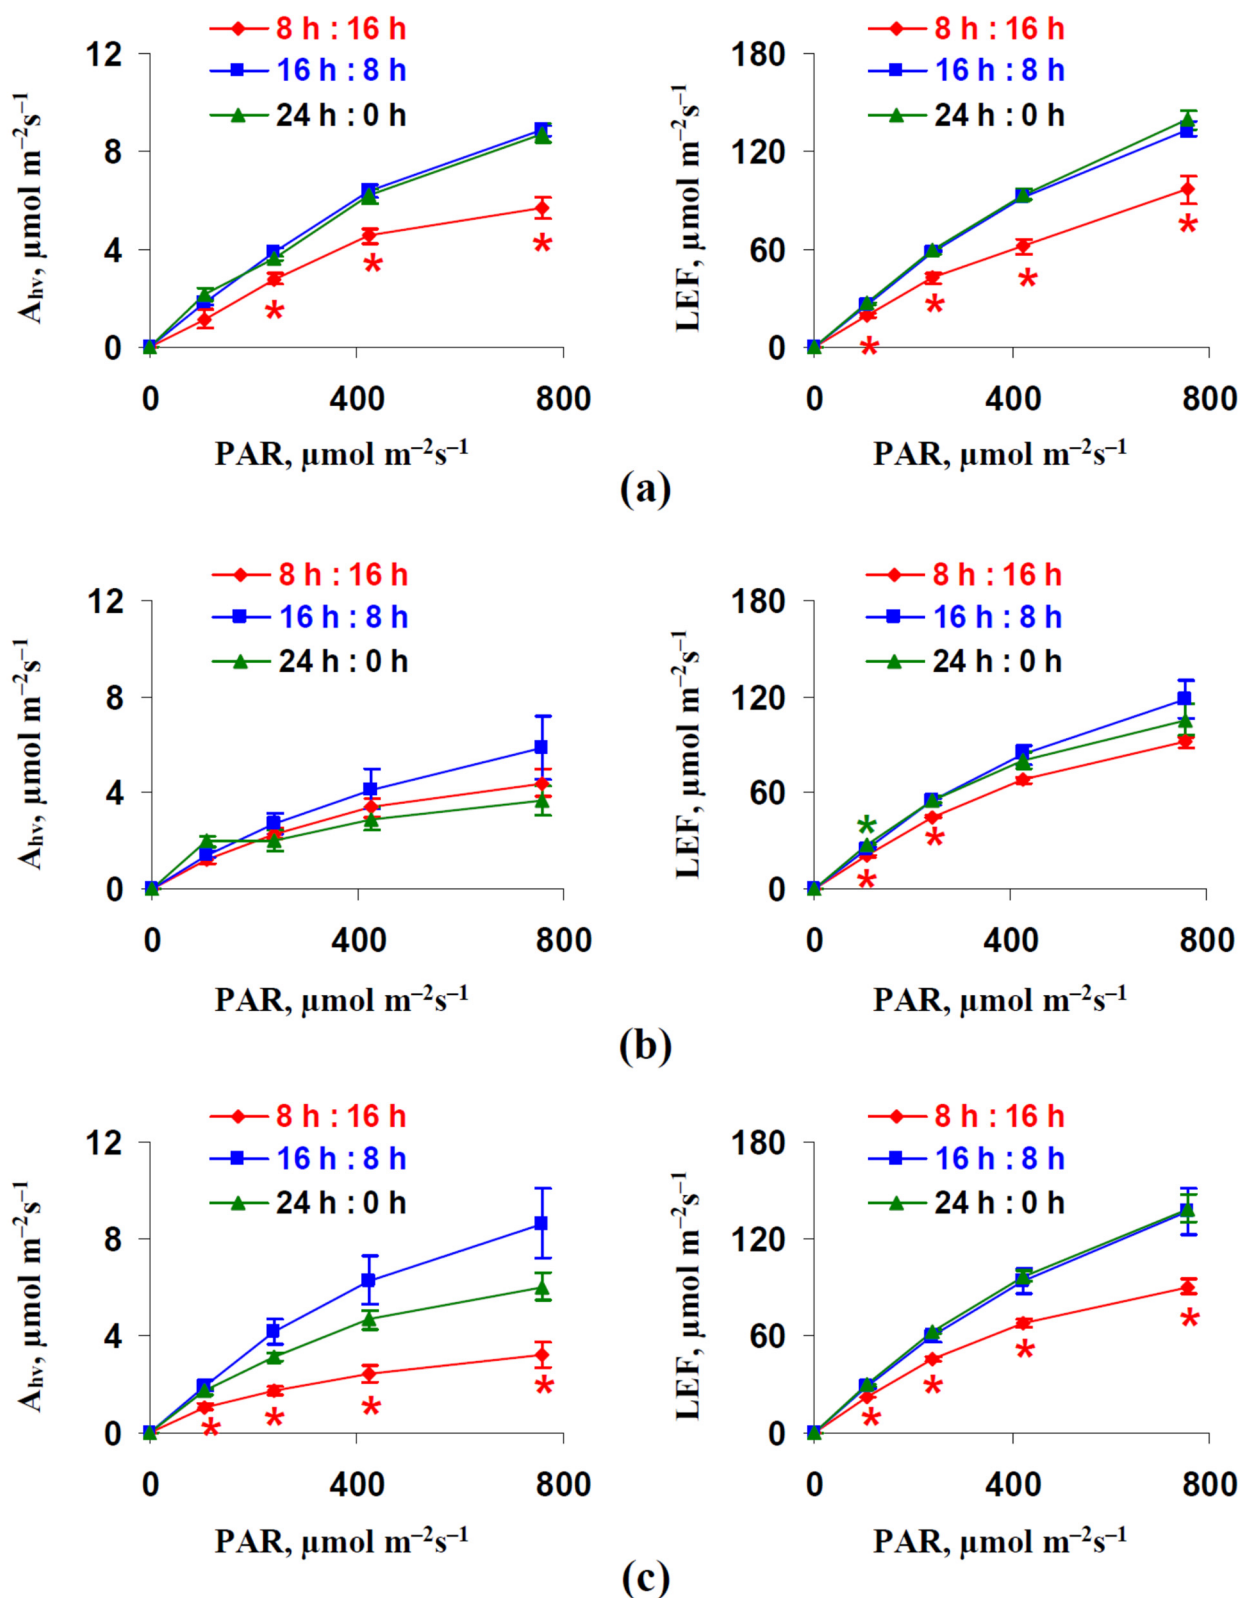 8 h : 16 h
16 h : 8 h
24 h : 0 h
12
8
4
0
A_hν, μmol m⁻²s⁻¹
0 400 800
PAR, μmol m⁻²s⁻¹
8 h : 16 h
16 h : 8 h
24 h : 0 h
180
120
60
0
LEF, μmol m⁻²s⁻¹
0 400 800
PAR, μmol m⁻²s⁻¹
*
*
*
*
*
*
*
(a)
8 h : 16 h
16 h : 8 h
24 h : 0 h
12
8
4
0
A_hν, μmol m⁻²s⁻¹
0 400 800
PAR, μmol m⁻²s⁻¹
8 h : 16 h
16 h : 8 h
24 h : 0 h
180
120
60
0
LEF, μmol m⁻²s⁻¹
0 400 800
PAR, μmol m⁻²s⁻¹
*
*
*
(b)
8 h : 16 h
16 h : 8 h
24 h : 0 h
12
8
4
0
A_hν, μmol m⁻²s⁻¹
0 400 800
PAR, μmol m⁻²s⁻¹
8 h : 16 h
16 h : 8 h
24 h : 0 h
180
120
60
0
LEF, μmol m⁻²s⁻¹
0 400 800
PAR, μmol m⁻²s⁻¹
*
*
*
*
*
*
*
*
(c)